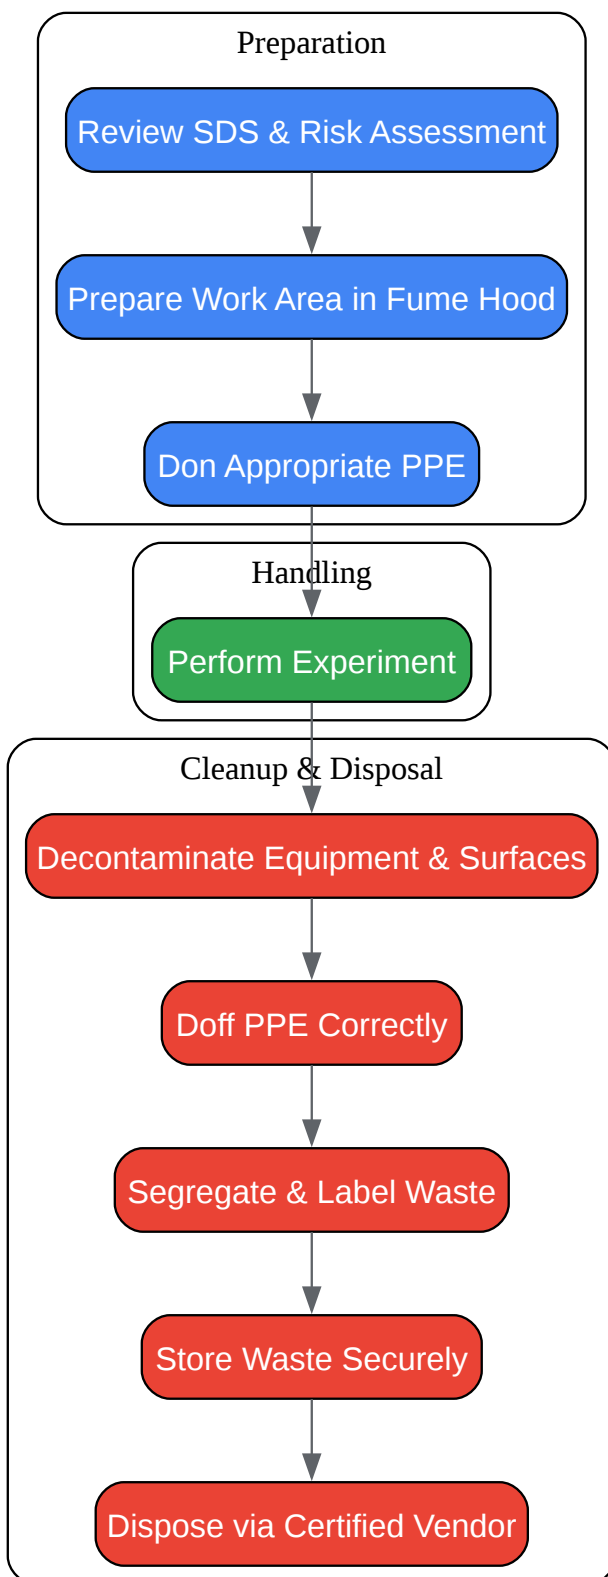 Preparation
Review SDS & Risk Assessment
Prepare Work Area in Fume Hood
Don Appropriate PPE
Handling
Perform Experiment
Cleanup & Disposal
Decontaminate Equipment & Surfaces
Doff PPE Correctly
Segregate & Label Waste
Store Waste Securely
Dispose via Certified Vendor